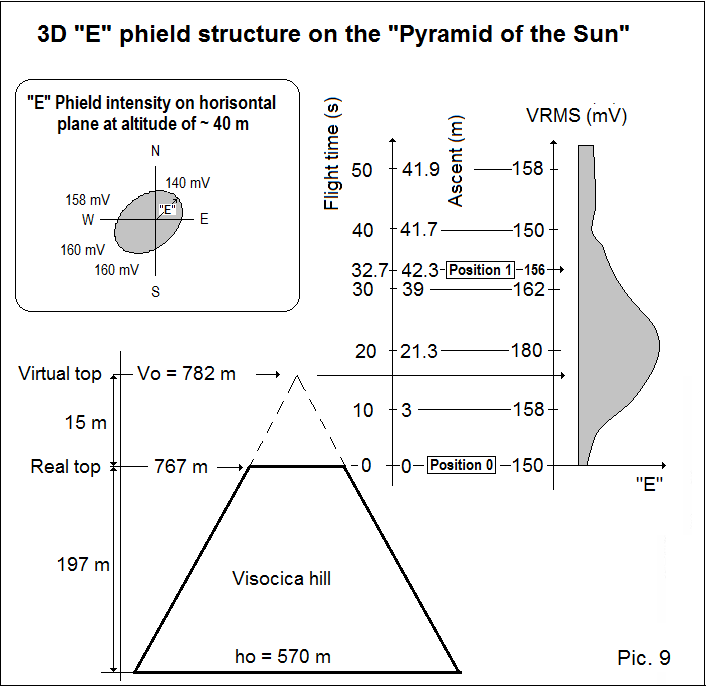 3D "E" phield structure on the "Pyramid of the Sun"
"E" Phield intensity on horisontal
plane at altitude of ~ 40 m
N
140 mV
158 mV
"E"
W
E
160 mV
160 mV
S
Flight time (s)
Ascent (m)
VRMS (mV)
50 41.9 158
40 41.7 150
32.7 42.3 Position 1 156
30 39 162
20 21.3 180
10 3 158
0 0 Position 0 150
"E"
Virtual top Vo = 782 m
15 m
Real top 767 m
197 m
Visocica hill
ho = 570 m
Pic. 9